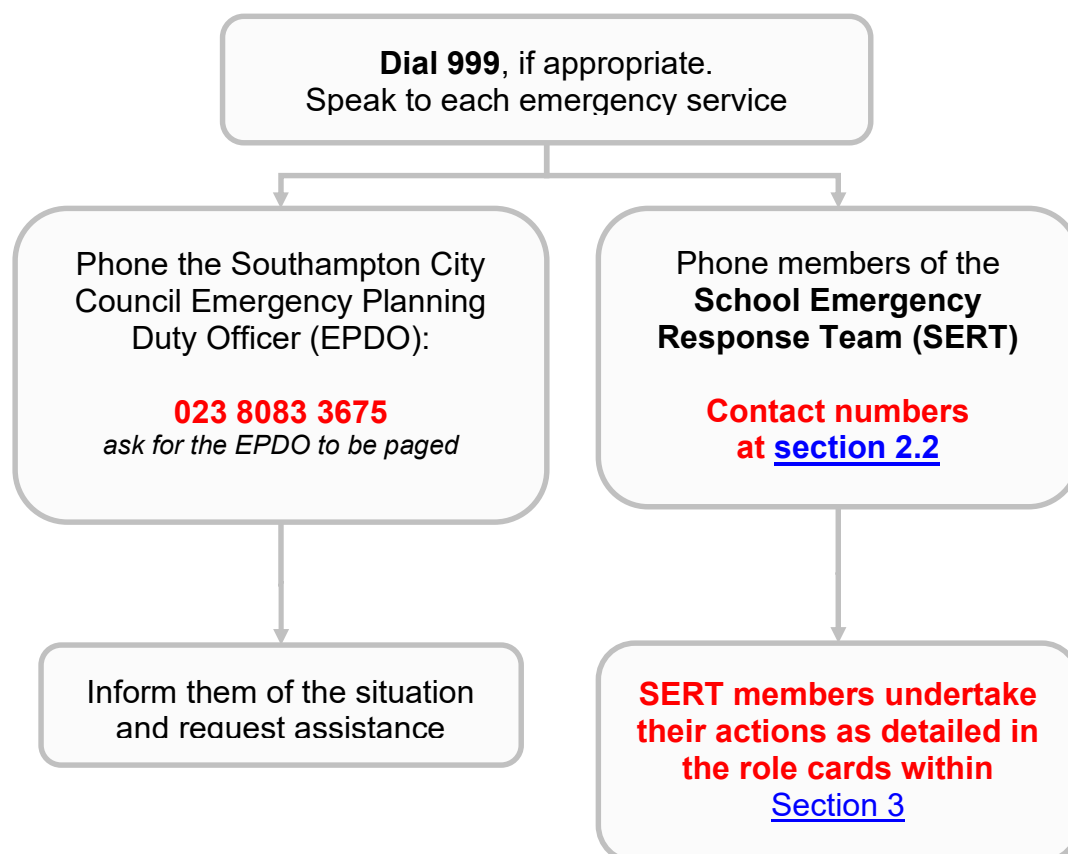 Dial 999, if appropriate.
Speak to each emergency service
Phone the Southampton City
Council Emergency Planning
Duty Officer (EPDO):
023 8083 3675
ask for the EPDO to be paged
Phone members of the
School Emergency
Response Team (SERT)
Contact numbers
at section 2.2
Inform them of the situation
and request assistance
SERT members undertake
their actions as detailed in
the role cards within
Section 3